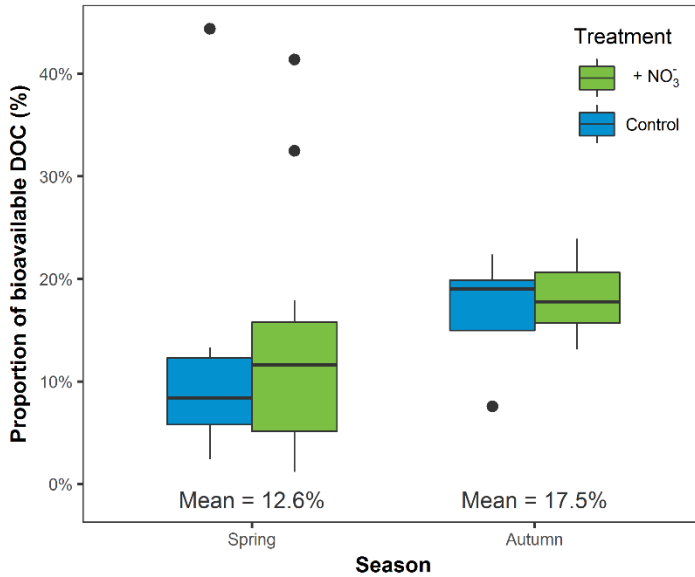 Proportion of bioavailable DOC (%)
40%
30%
20%
10%
0%
Treatment
+ NO₃⁻
Control
Mean = 12.6%
Mean = 17.5%
Spring
Autumn
Season